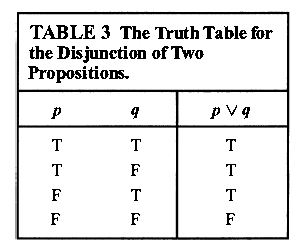 TABLE 3 The Truth Table for
the Disjunction of Two
Propositions.
p q p ∨ q
T T T
T F T
F T T
F F F